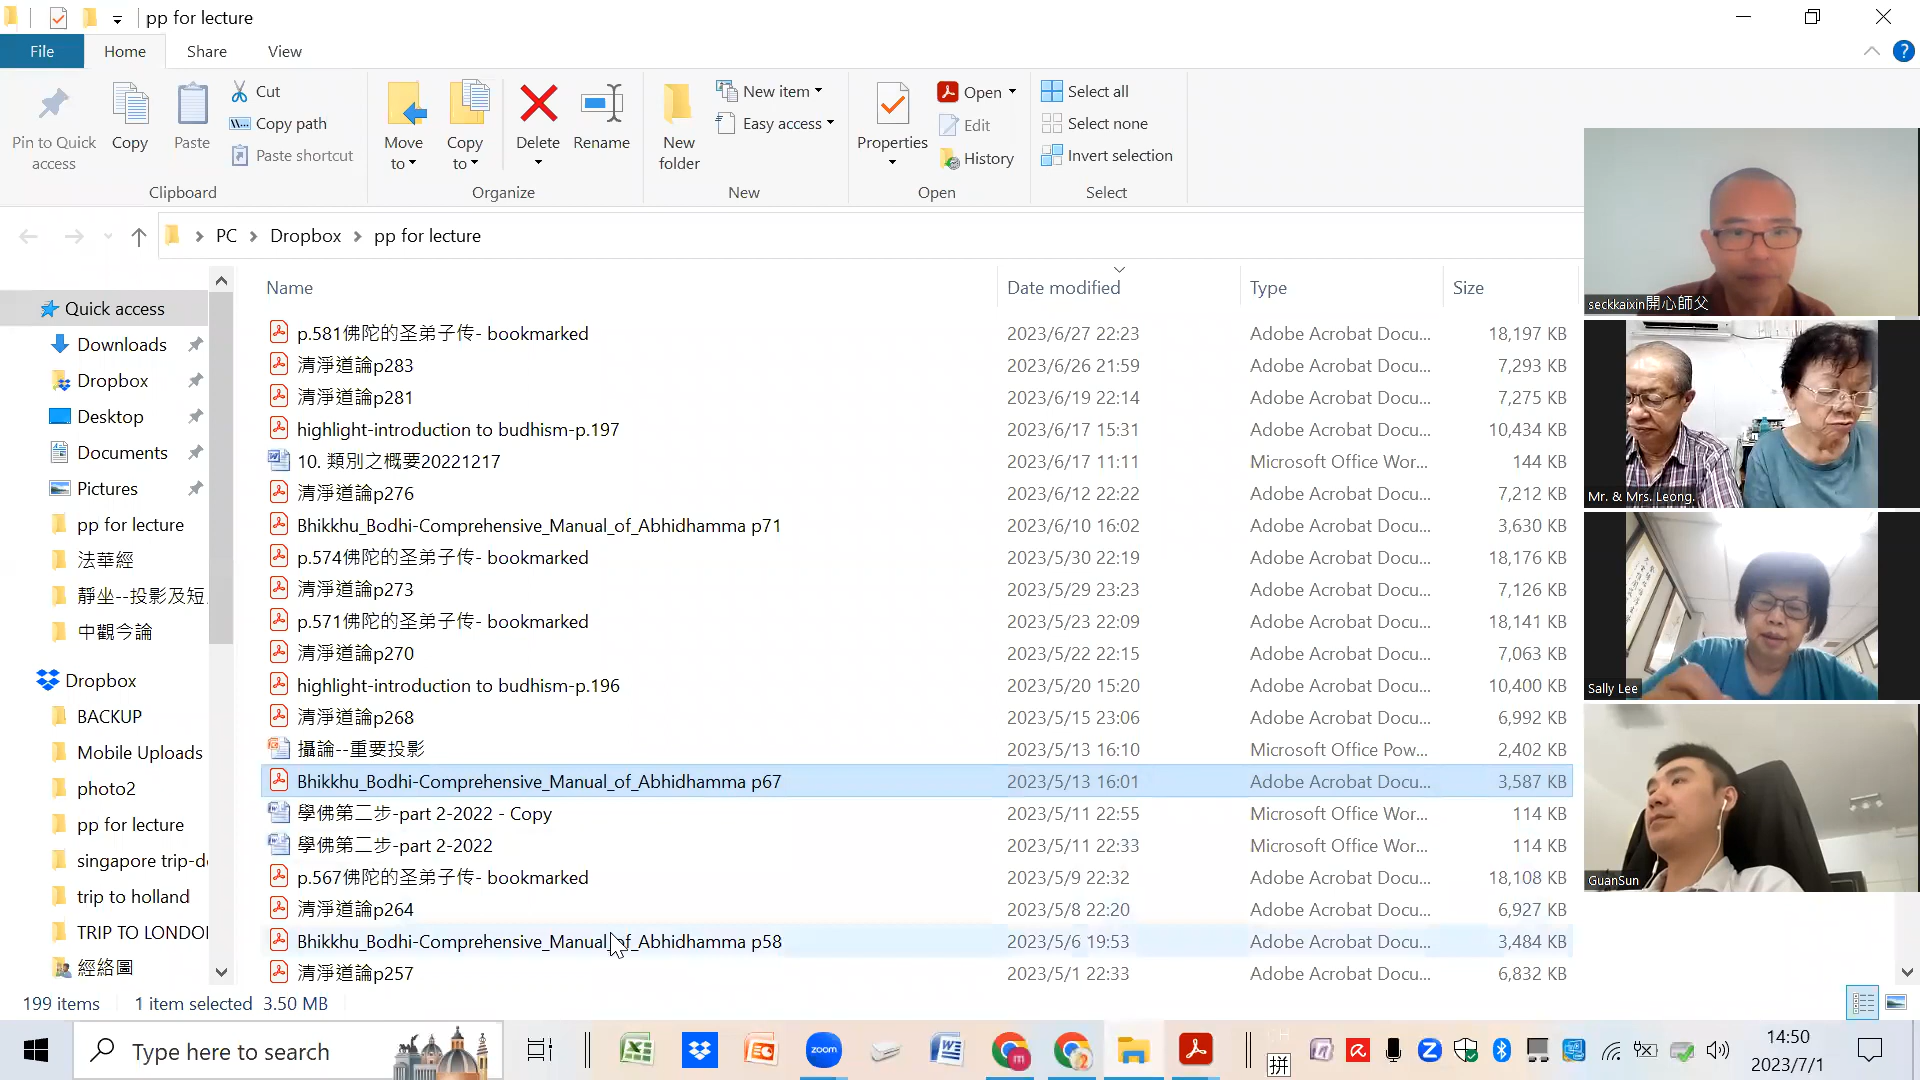 pp for lecture
File
Home
Share
View
Pin to Quick access
Copy
Paste
Cut
Copy path
Paste shortcut
Clipboard
Move to
Copy to
Delete
Rename
Organize
New folder
New item
Easy access
New
Properties
Open
Edit
History
Open
Select all
Select none
Invert selection
Select
PC
Dropbox
pp for lecture
Quick access
Downloads
Dropbox
Desktop
Documents
Pictures
pp for lecture
法華經
靜坐--投影及短
中觀今論
Dropbox
BACKUP
Mobile Uploads
photo2
pp for lecture
singapore trip-d
trip to holland
TRIP TO LONDO
經絡圖
Name Date modified Type Size
p.581佛陀的圣弟子传- bookmarked 2023/6/27 22:23 Adobe Acrobat Docu... 18,197 KB
清淨道論p283 2023/6/26 21:59 Adobe Acrobat Docu... 7,293 KB
清淨道論p281 2023/6/19 22:14 Adobe Acrobat Docu... 7,275 KB
highlight-introduction to budhism-p.197 2023/6/17 15:31 Adobe Acrobat Docu... 10,434 KB
10. 類別之概要20221217 2023/6/17 11:11 Microsoft Office Wor... 144 KB
清淨道論p276 2023/6/12 22:22 Adobe Acrobat Docu... 7,212 KB
Bhikkhu_Bodhi-Comprehensive_Manual_of_Abhidhamma p71 2023/6/10 16:02 Adobe Acrobat Docu... 3,630 KB
p.574佛陀的圣弟子传- bookmarked 2023/5/30 22:19 Adobe Acrobat Docu... 18,176 KB
清淨道論p273 2023/5/29 23:23 Adobe Acrobat Docu... 7,126 KB
p.571佛陀的圣弟子传- bookmarked 2023/5/23 22:09 Adobe Acrobat Docu... 18,141 KB
清淨道論p270 2023/5/22 22:15 Adobe Acrobat Docu... 7,063 KB
highlight-introduction to budhism-p.196 2023/5/20 15:20 Adobe Acrobat Docu... 10,400 KB
清淨道論p268 2023/5/15 23:06 Adobe Acrobat Docu... 6,992 KB
攝論--重要投影 2023/5/13 16:10 Microsoft Office Pow... 2,402 KB
Bhikkhu_Bodhi-Comprehensive_Manual_of_Abhidhamma p67 2023/5/13 16:01 Adobe Acrobat Docu... 3,587 KB
學佛第二步-part 2-2022 - Copy 2023/5/11 22:55 Microsoft Office Wor... 114 KB
學佛第二步-part 2-2022 2023/5/11 22:33 Microsoft Office Wor... 114 KB
p.567佛陀的圣弟子传- bookmarked 2023/5/9 22:32 Adobe Acrobat Docu... 18,108 KB
清淨道論p264 2023/5/8 22:20 Adobe Acrobat Docu... 6,927 KB
Bhikkhu_Bodhi-Comprehensive_Manual_of_Abhidhamma p58 2023/5/6 19:53 Adobe Acrobat Docu... 3,484 KB
清淨道論p257 2023/5/1 22:33 Adobe Acrobat Docu... 6,832 KB
seckkaixin開心師父
Mr. & Mrs. Leong.
Sally Lee
GuanSun
199 items 1 item selected 3.50 MB
Type here to search
zoom
拼
14:50
2023/7/1